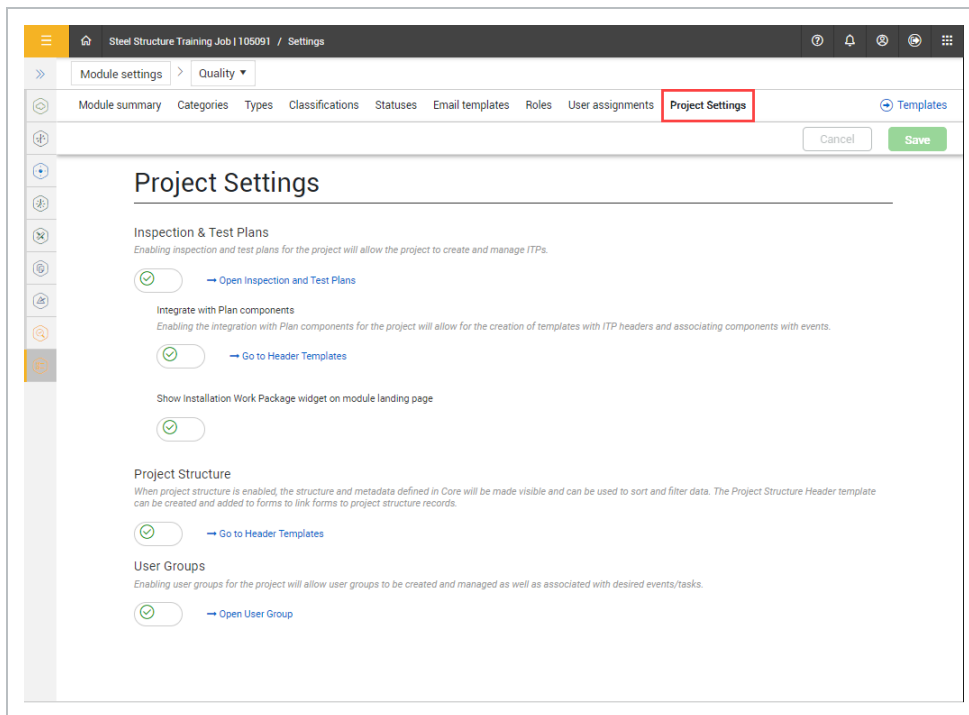 Steel Structure Training Job | 105091 / Settings
Module settings > Quality ▼
Module summary Categories Types Classifications Statuses Email templates Roles User assignments Project Settings Templates
Cancel Save
Project Settings
Inspection & Test Plans
Enabling inspection and test plans for the project will allow the project to create and manage ITPs.
→ Open Inspection and Test Plans
Integrate with Plan components
Enabling the integration with Plan components for the project will allow for the creation of templates with ITP headers and associating components with events.
→ Go to Header Templates
Show Installation Work Package widget on module landing page
Project Structure
When project structure is enabled, the structure and metadata defined in Core will be made visible and can be used to sort and filter data. The Project Structure Header template
can be created and added to forms to link forms to project structure records.
→ Go to Header Templates
User Groups
Enabling user groups for the project will allow user groups to be created and managed as well as associated with desired events/tasks.
→ Open User Group